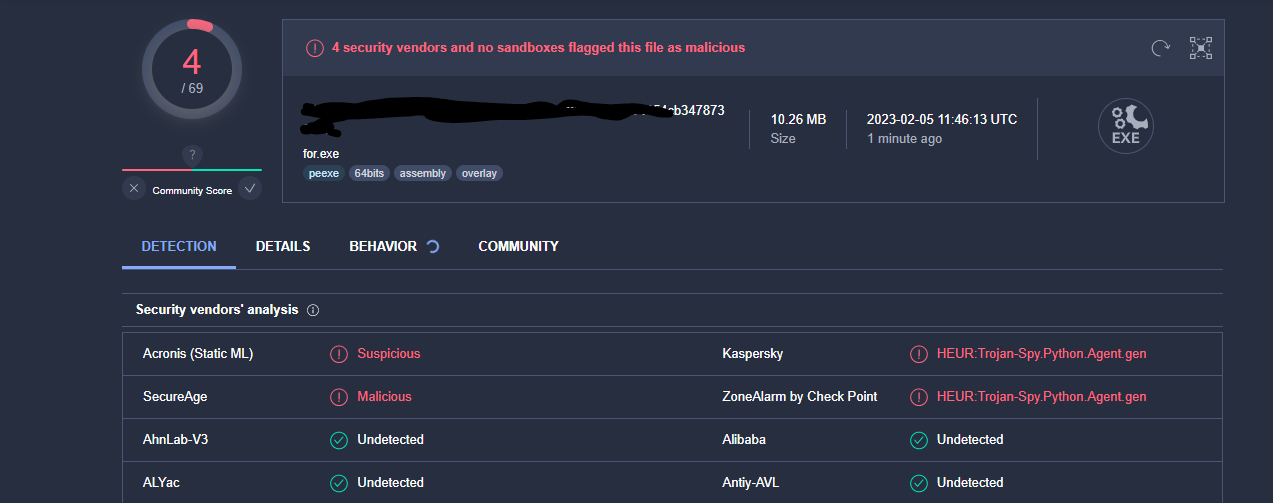 4
/ 69
?
Community Score
4 security vendors and no sandboxes flagged this file as malicious
for.exe
peexe 64bits assembly overlay
10.26 MB
Size
2023-02-05 11:46:13 UTC
1 minute ago
EXE
DETECTION DETAILS BEHAVIOR COMMUNITY
Security vendors' analysis
Acronis (Static ML) Suspicious Kaspersky HEUR:Trojan-Spy.Python.Agent.gen
SecureAge Malicious ZoneAlarm by Check Point HEUR:Trojan-Spy.Python.Agent.gen
AhnLab-V3 Undetected Alibaba Undetected
ALYac Undetected Antiy-AVL Undetected